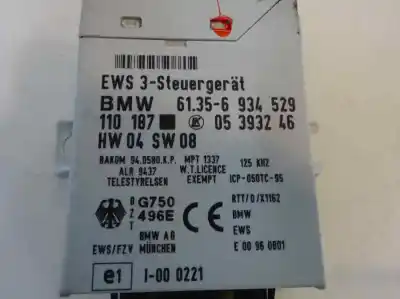 EWS 3-Steuergerät
BMW 61.35-6 934 529
110 187 05 3932 46
HW 04 SW 08
RAKOM 94.0580.K.P. MPT 1337 125 KHZ
ALR 9437 W.T.LICENCE
TELESTYRELSEN EXEMPT ICP-050TC-95
BZT G750 496E CE RTT/D/X1162
BMW
BMW AG EWS
EWS/FZV MÜNCHEN E 00 96 0801
e1 I-00 0221